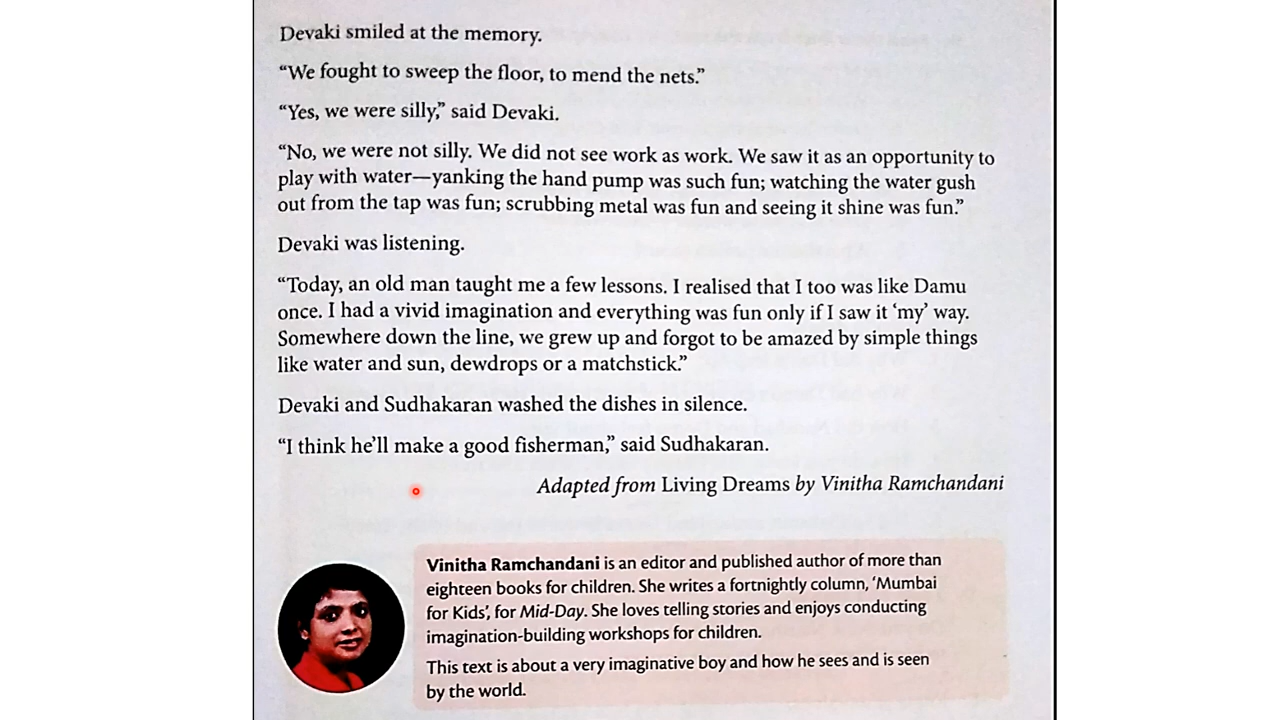 Devaki smiled at the memory.
“We fought to sweep the floor, to mend the nets.”
“Yes, we were silly,” said Devaki.
“No, we were not silly. We did not see work as work. We saw it as an opportunity to
play with water—yanking the hand pump was such fun; watching the water gush
out from the tap was fun; scrubbing metal was fun and seeing it shine was fun.”
Devaki was listening.
“Today, an old man taught me a few lessons. I realised that I too was like Damu
once. I had a vivid imagination and everything was fun only if I saw it ‘my’ way.
Somewhere down the line, we grew up and forgot to be amazed by simple things
like water and sun, dewdrops or a matchstick.”
Devaki and Sudhakaran washed the dishes in silence.
“I think he’ll make a good fisherman,” said Sudhakaran.
Adapted from Living Dreams by Vinitha Ramchandani
Vinitha Ramchandani is an editor and published author of more than
eighteen books for children. She writes a fortnightly column, ‘Mumbai
for Kids’, for Mid-Day. She loves telling stories and enjoys conducting
imagination-building workshops for children.
This text is about a very imaginative boy and how he sees and is seen
by the world.